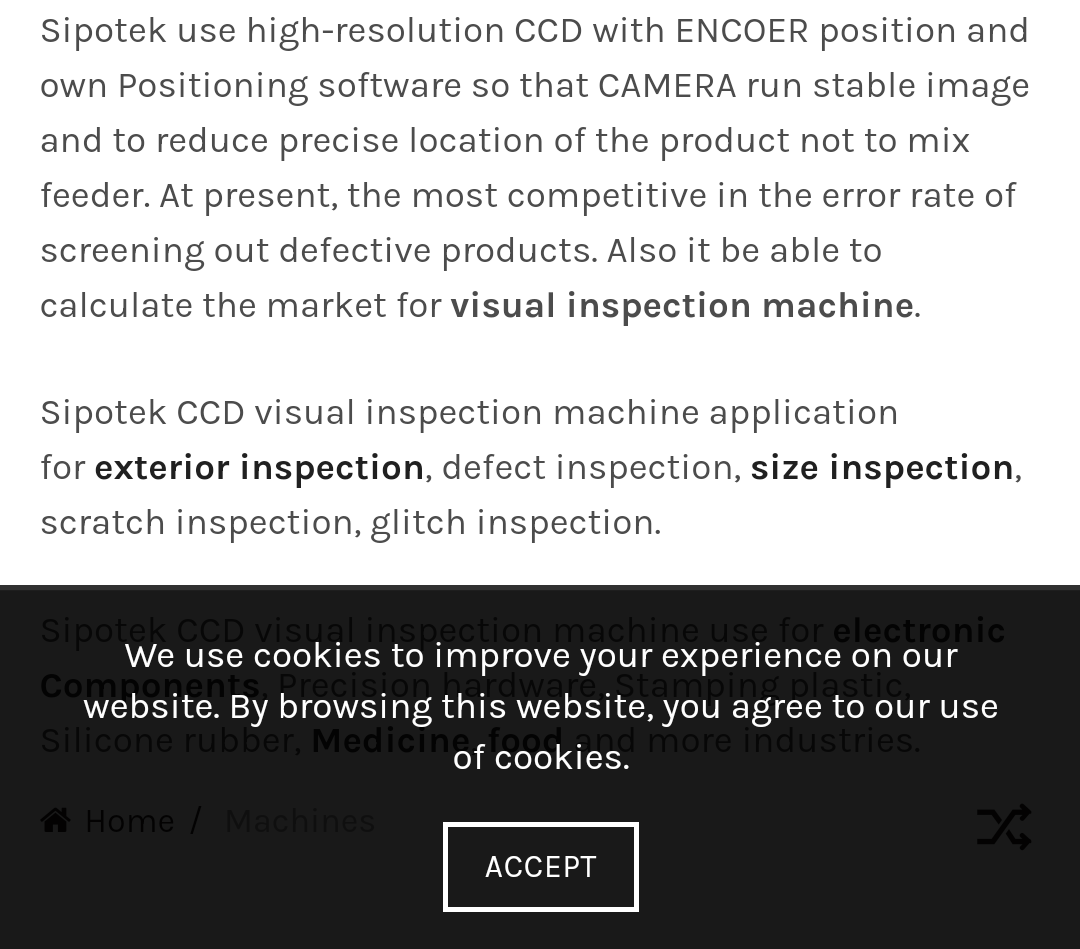 Sipotek use high-resolution CCD with ENCOER position and
own Positioning software so that CAMERA run stable image
and to reduce precise location of the product not to mix
feeder. At present, the most competitive in the error rate of
screening out defective products. Also it be able to
calculate the market for visual inspection machine.
Sipotek CCD visual inspection machine application
for exterior inspection, defect inspection, size inspection,
scratch inspection, glitch inspection.
Sipotek CCD visual inspection machine use for electronic
Components, Precision hardware, Stamping plastic,
Silicone rubber, Medicine, food and more industries.
We use cookies to improve your experience on our
website. By browsing this website, you agree to our use
of cookies.
Home / Machines
ACCEPT